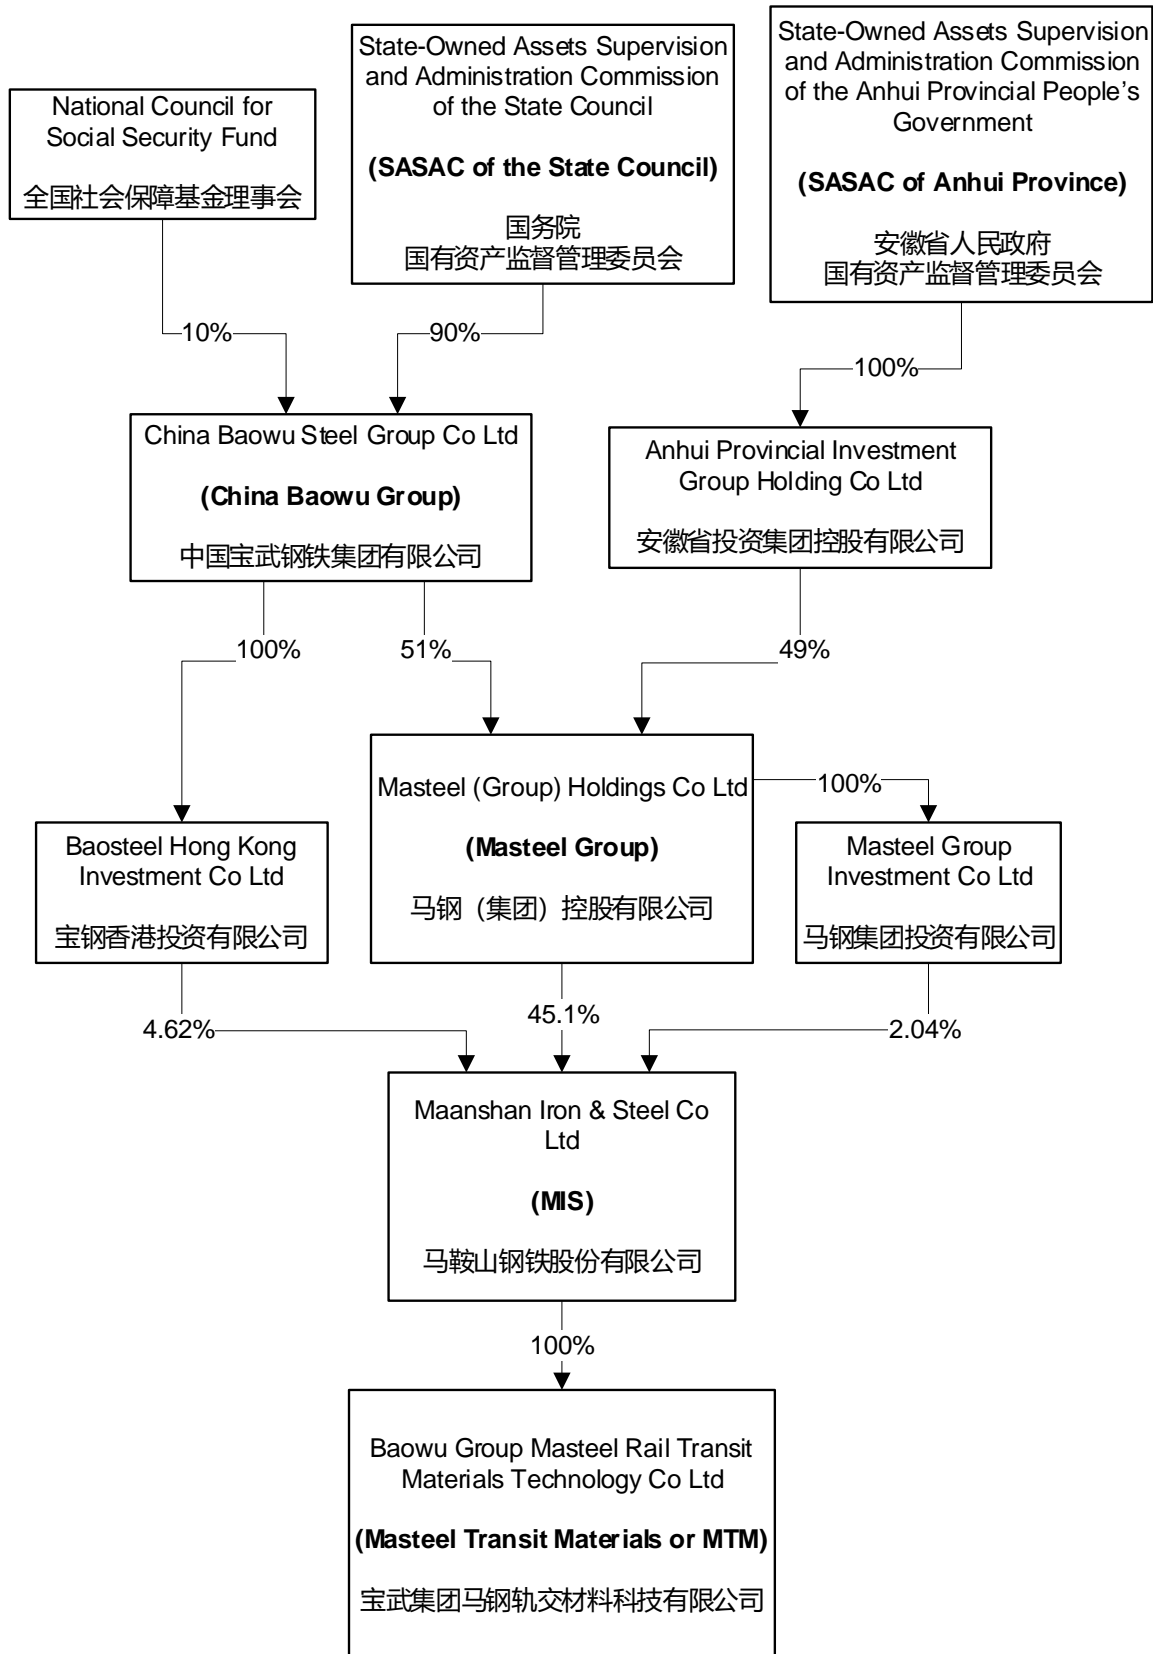 National Council for
Social Security Fund
全国社会保障基金理事会
State-Owned Assets Supervision
and Administration Commission
of the State Council
(SASAC of the State Council)
国务院
国有资产监督管理委员会
State-Owned Assets Supervision
and Administration Commission
of the Anhui Provincial People's
Government
(SASAC of Anhui Province)
安徽省人民政府
国有资产监督管理委员会
10%
90%
100%
China Baowu Steel Group Co Ltd
(China Baowu Group)
中国宝武钢铁集团有限公司
Anhui Provincial Investment
Group Holding Co Ltd
安徽省投资集团控股有限公司
100%
51%
49%
Masteel (Group) Holdings Co Ltd
(Masteel Group)
马钢（集团）控股有限公司
100%
Baosteel Hong Kong
Investment Co Ltd
宝钢香港投资有限公司
Masteel Group
Investment Co Ltd
马钢集团投资有限公司
4.62%
45.1%
2.04%
Maanshan Iron & Steel Co
Ltd
(MIS)
马鞍山钢铁股份有限公司
100%
Baowu Group Masteel Rail Transit
Materials Technology Co Ltd
(Masteel Transit Materials or MTM)
宝武集团马钢轨交材料科技有限公司